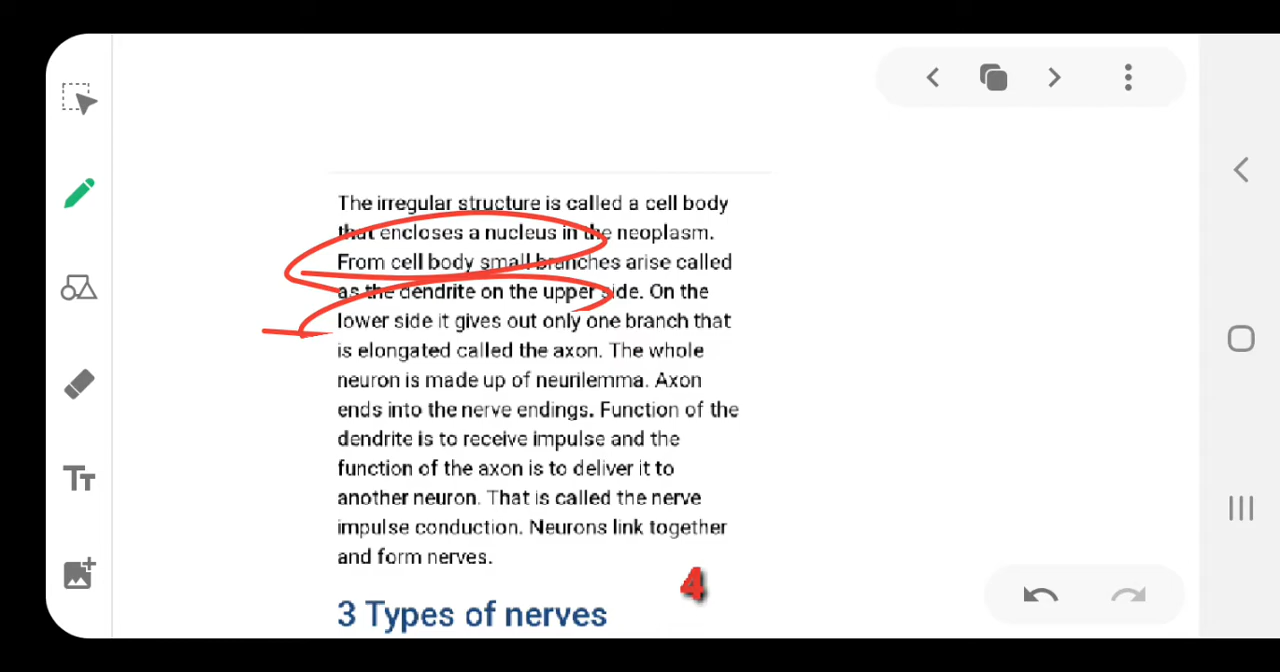 The irregular structure is called a cell body
that encloses a nucleus in the neoplasm.
From cell body small branches arise called
as the dendrite on the upper side. On the
lower side it gives out only one branch that
is elongated called the axon. The whole
neuron is made up of neurilemma. Axon
ends into the nerve endings. Function of the
dendrite is to receive impulse and the
function of the axon is to deliver it to
another neuron. That is called the nerve
impulse conduction. Neurons link together
and form nerves.
4
3 Types of nerves
TT